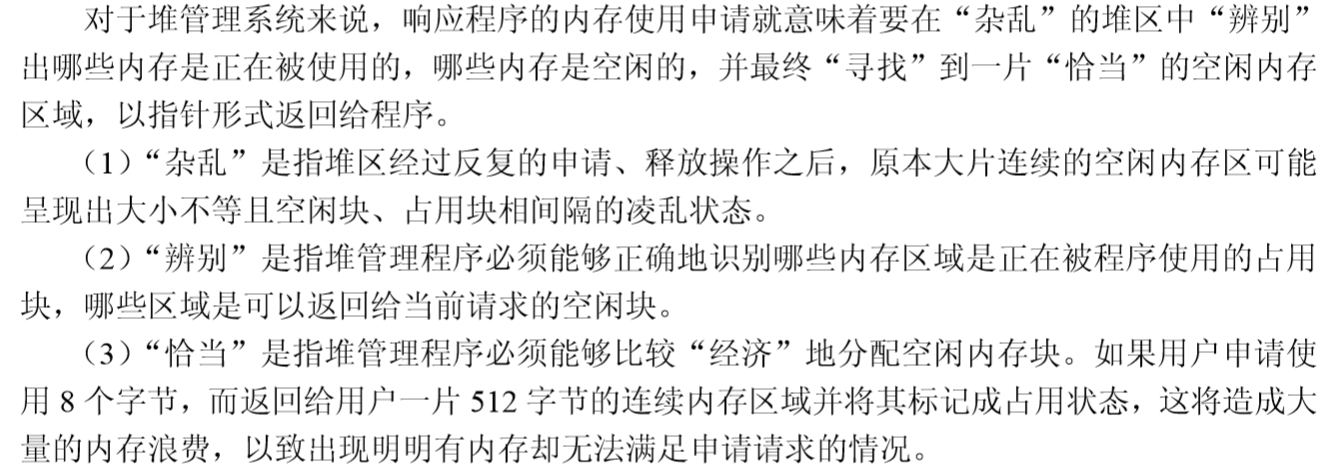 对于堆管理系统来说，响应程序的内存使用申请就意味着要在“杂乱”的堆区中“辨别”
出哪些内存是正在被使用的，哪些内存是空闲的，并最终“寻找”到一片“恰当”的空闲内存
区域，以指针形式返回给程序。
（1）“杂乱”是指堆区经过反复的申请、释放操作之后，原本大片连续的空闲内存区可能
呈现出大小不等且空闲块、占用块相间隔的凌乱状态。
（2）“辨别”是指堆管理程序必须能够正确地识别哪些内存区域是正在被程序使用的占用
块，哪些区域是可以返回给当前请求的空闲块。
（3）“恰当”是指堆管理程序必须能够比较“经济”地分配空闲内存块。如果用户申请使
用 8 个字节，而返回给用户一片 512 字节的连续内存区域并将其标记成占用状态，这将造成大
量的内存浪费，以致出现明明有内存却无法满足申请请求的情况。